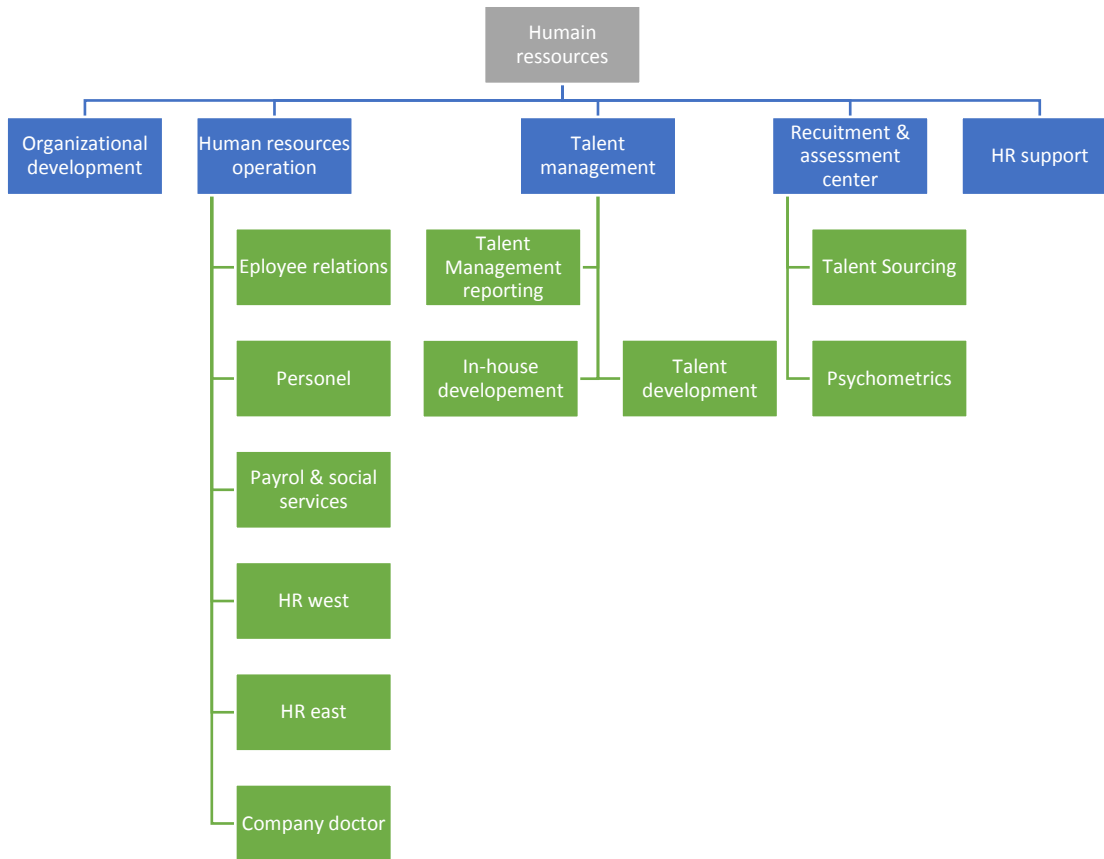 Humain
ressources
Organizational
development
Human resources
operation
Talent
management
Recuitment &
assessment
center
HR support
Eployee relations
Talent
Management
reporting
Talent Sourcing
Personel
In-house
developement
Talent
development
Psychometrics
Payrol & social
services
HR west
HR east
Company doctor